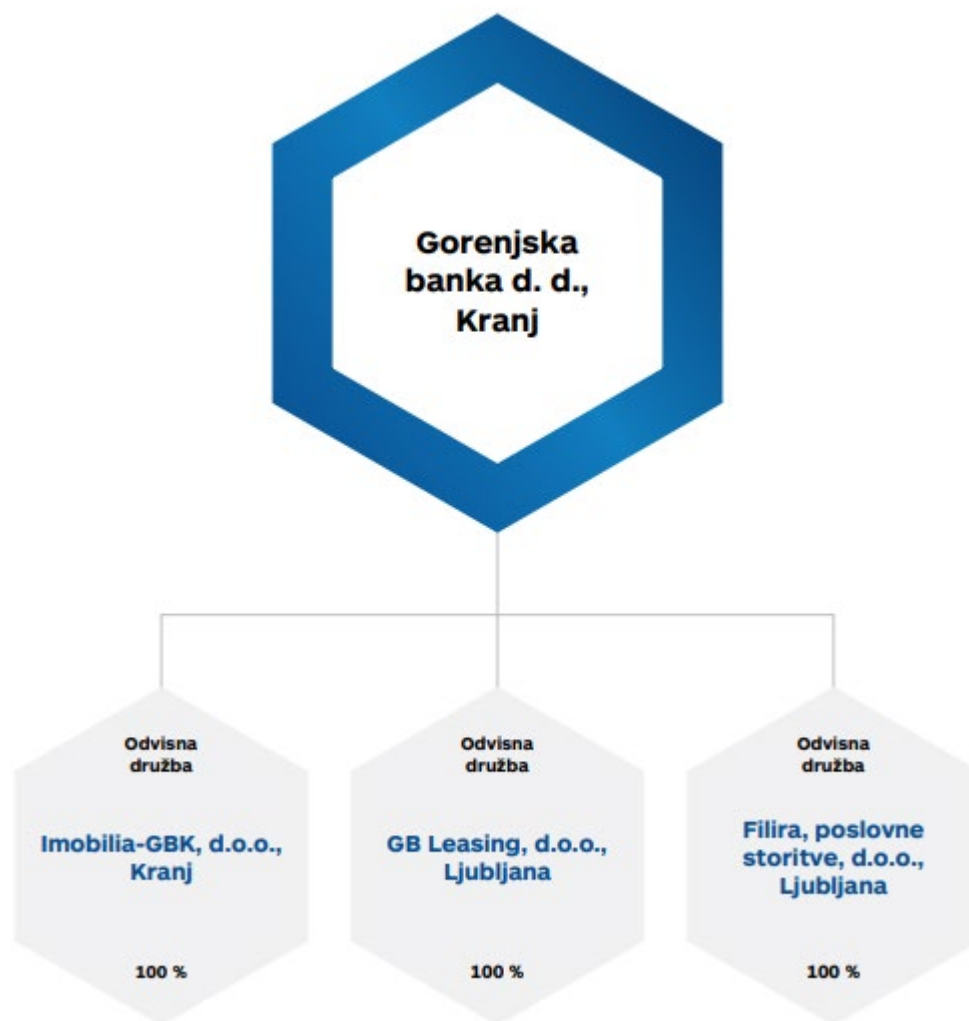 Gorenjska
banka d. d.,
Kranj
Odvisna
družba
Imobilia-GBK, d.o.o.,
Kranj
100 %
Odvisna
družba
GB Leasing, d.o.o.,
Ljubljana
100 %
Odvisna
družba
Filira, poslovne
storitve, d.o.o.,
Ljubljana
100 %